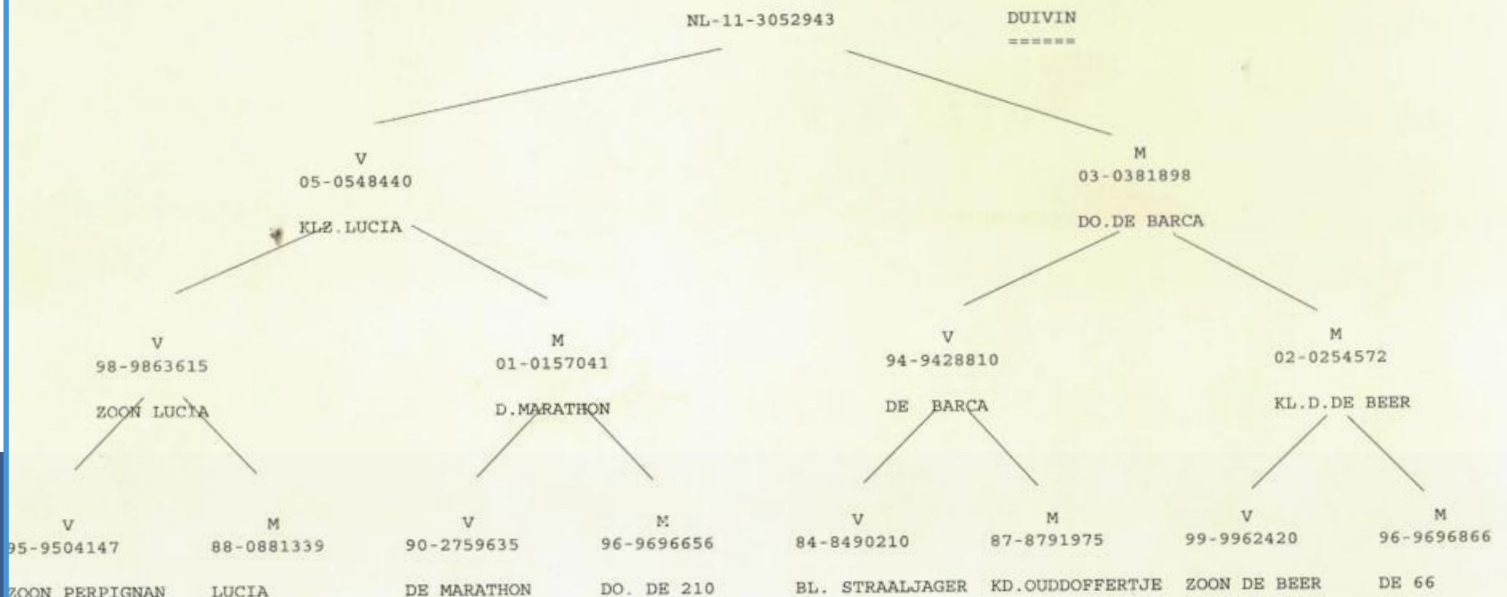 NL-11-3052943 DUIVIN
======
V M
05-0548440 03-0381898
KLZ.LUCIA DO.DE BARCA
V M V M
98-9863615 01-0157041 94-9428810 02-0254572
ZOON LUCIA D.MARATHON DE BARCA KL.D.DE BEER
V M V M V M V M
95-9504147 88-0881339 90-2759635 96-9696656 84-8490210 87-8791975 99-9962420 96-9696866
ZOON PERPIGNAN LUCIA DE MARATHON DO. DE 210 BL. STRAALJAGER KD.OUDDOFFERTJE ZOON DE BEER DE 66